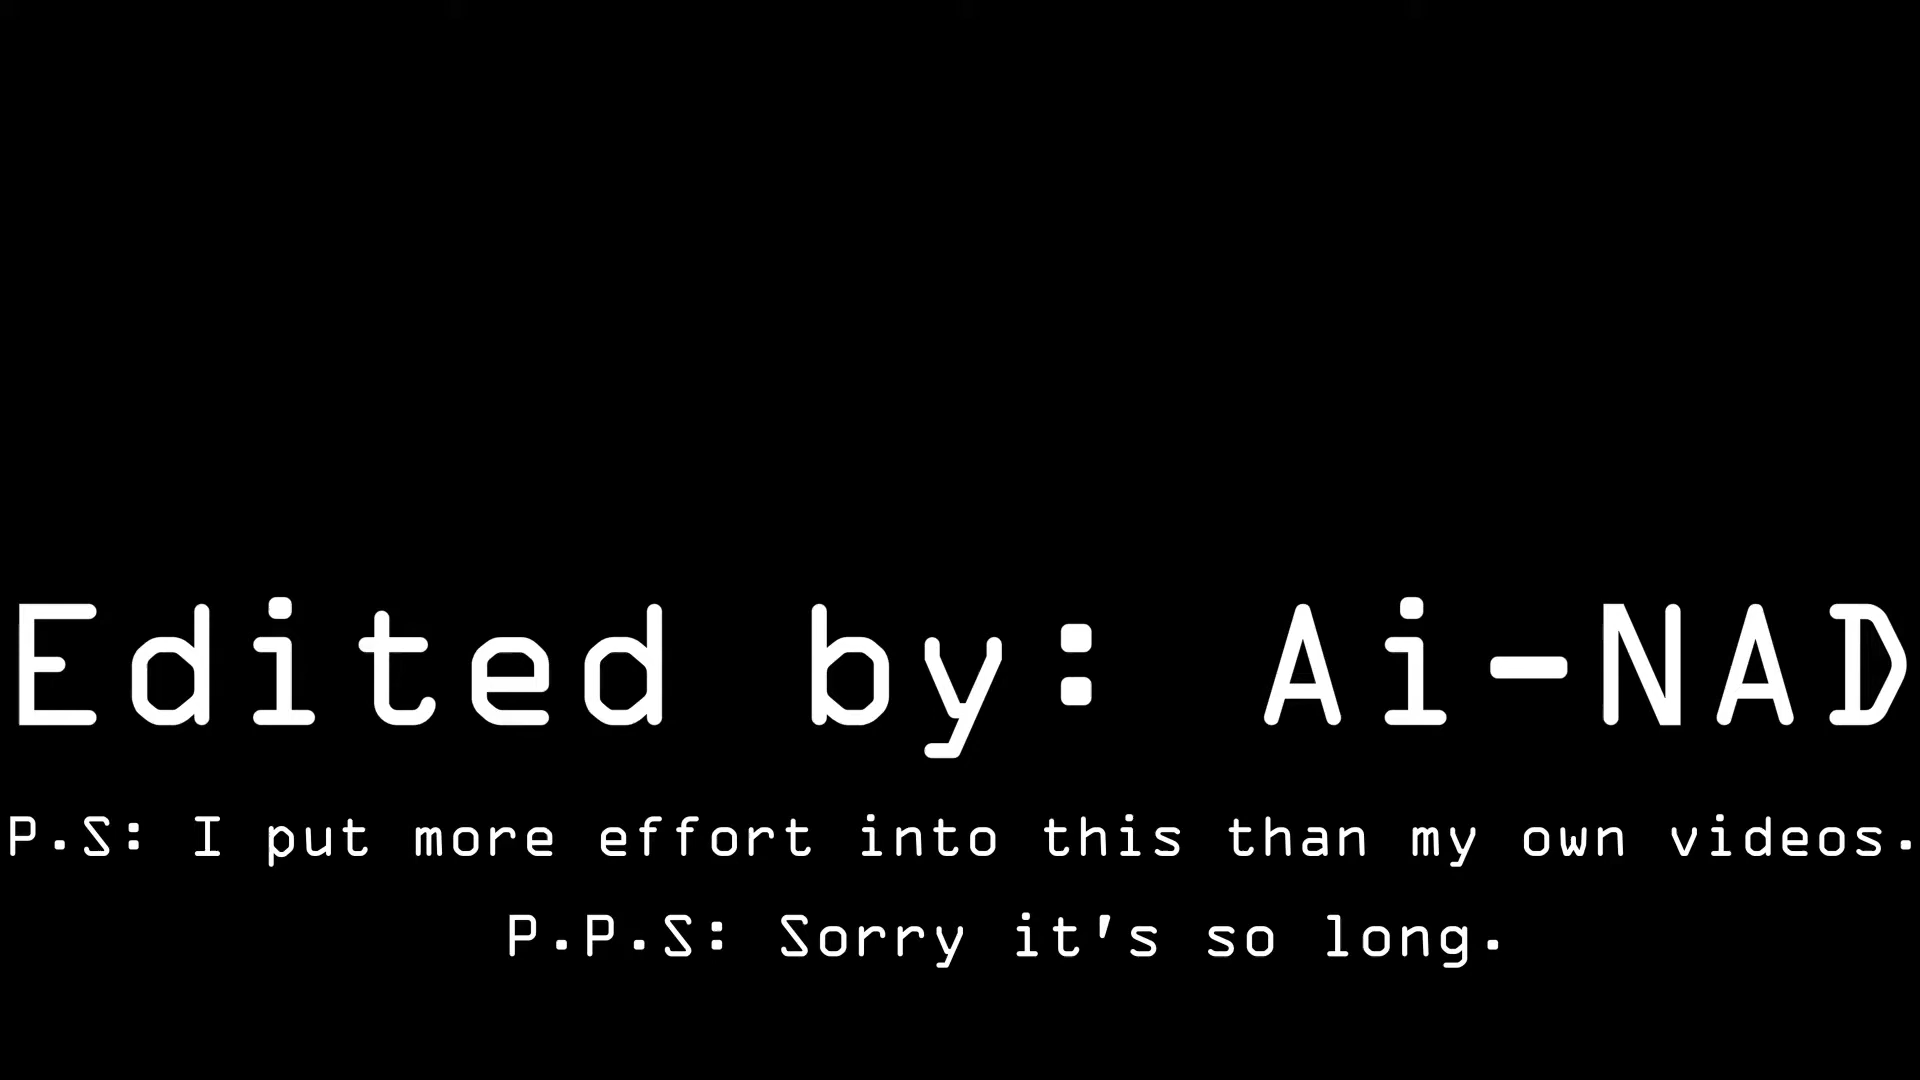 Edited by: Ai-NAD
P.S: I put more effort into this than my own videos.
P.P.S: Sorry it's so long.